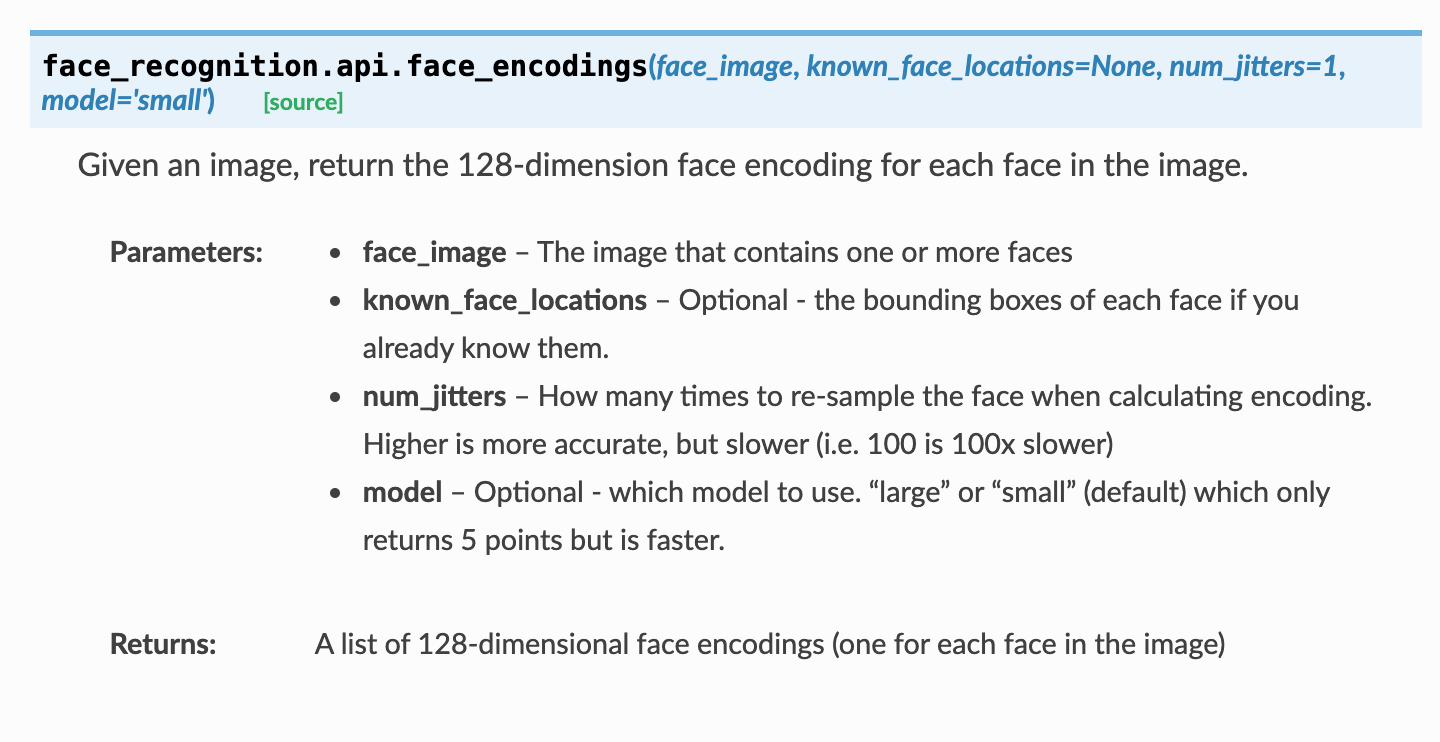 face_recognition.api.face_encodings(face_image, known_face_locations=None, num_jitters=1,
model='small') [source]
Given an image, return the 128-dimension face encoding for each face in the image.
Parameters: • face_image – The image that contains one or more faces
• known_face_locations – Optional - the bounding boxes of each face if you
already know them.
• num_jitters – How many times to re-sample the face when calculating encoding.
Higher is more accurate, but slower (i.e. 100 is 100x slower)
• model – Optional - which model to use. “large” or “small” (default) which only
returns 5 points but is faster.
Returns: A list of 128-dimensional face encodings (one for each face in the image)